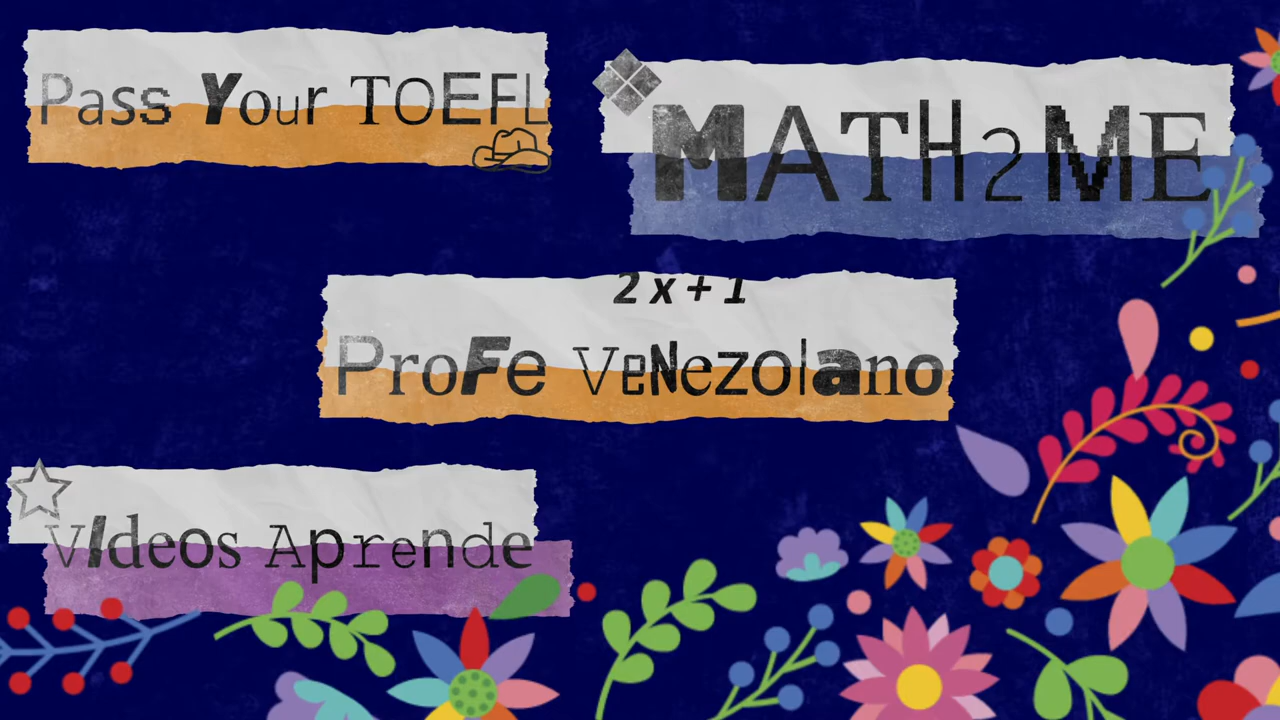 Pass Your TOEFL
MATH2ME
2x+1
ProFe VeNezolano
VIdeos Aprende